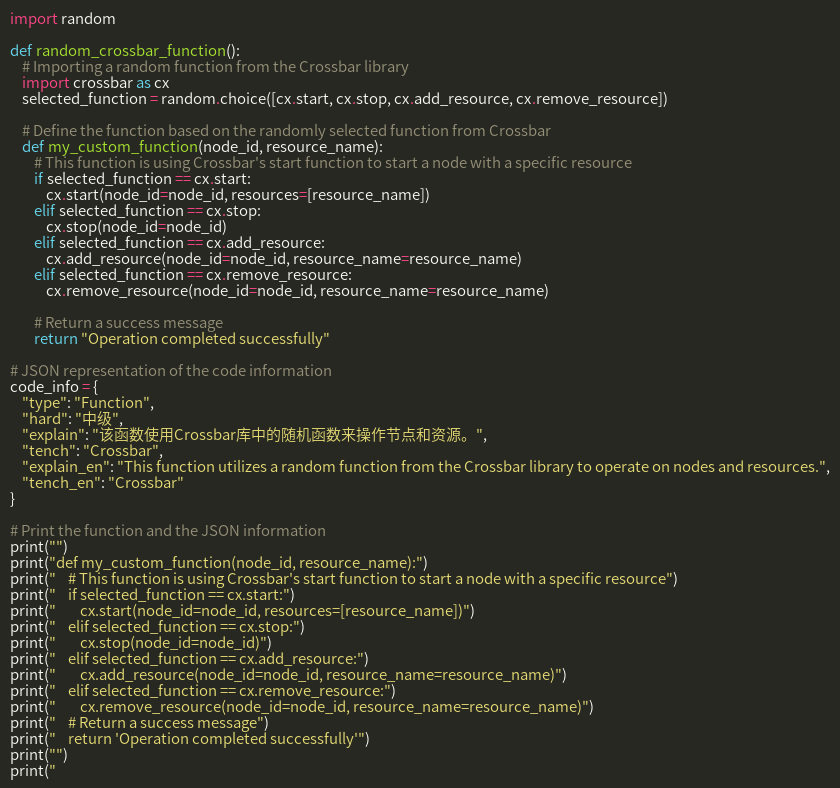 import random

def random_crossbar_function():
    # Importing a random function from the Crossbar library
    import crossbar as cx
    selected_function = random.choice([cx.start, cx.stop, cx.add_resource, cx.remove_resource])

    # Define the function based on the randomly selected function from Crossbar
    def my_custom_function(node_id, resource_name):
        # This function is using Crossbar's start function to start a node with a specific resource
        if selected_function == cx.start:
            cx.start(node_id=node_id, resources=[resource_name])
        elif selected_function == cx.stop:
            cx.stop(node_id=node_id)
        elif selected_function == cx.add_resource:
            cx.add_resource(node_id=node_id, resource_name=resource_name)
        elif selected_function == cx.remove_resource:
            cx.remove_resource(node_id=node_id, resource_name=resource_name)

        # Return a success message
        return "Operation completed successfully"

# JSON representation of the code information
code_info = {
    "type": "Function",
    "hard": "中级",
    "explain": "该函数使用Crossbar库中的随机函数来操作节点和资源。",
    "tench": "Crossbar",
    "explain_en": "This function utilizes a random function from the Crossbar library to operate on nodes and resources.",
    "tench_en": "Crossbar"
}

# Print the function and the JSON information
print("")
print("def my_custom_function(node_id, resource_name):")
print("    # This function is using Crossbar's start function to start a node with a specific resource")
print("    if selected_function == cx.start:")
print("        cx.start(node_id=node_id, resources=[resource_name])")
print("    elif selected_function == cx.stop:")
print("        cx.stop(node_id=node_id)")
print("    elif selected_function == cx.add_resource:")
print("        cx.add_resource(node_id=node_id, resource_name=resource_name)")
print("    elif selected_function == cx.remove_resource:")
print("        cx.remove_resource(node_id=node_id, resource_name=resource_name)")
print("    # Return a success message")
print("    return 'Operation completed successfully'")
print("")
print("